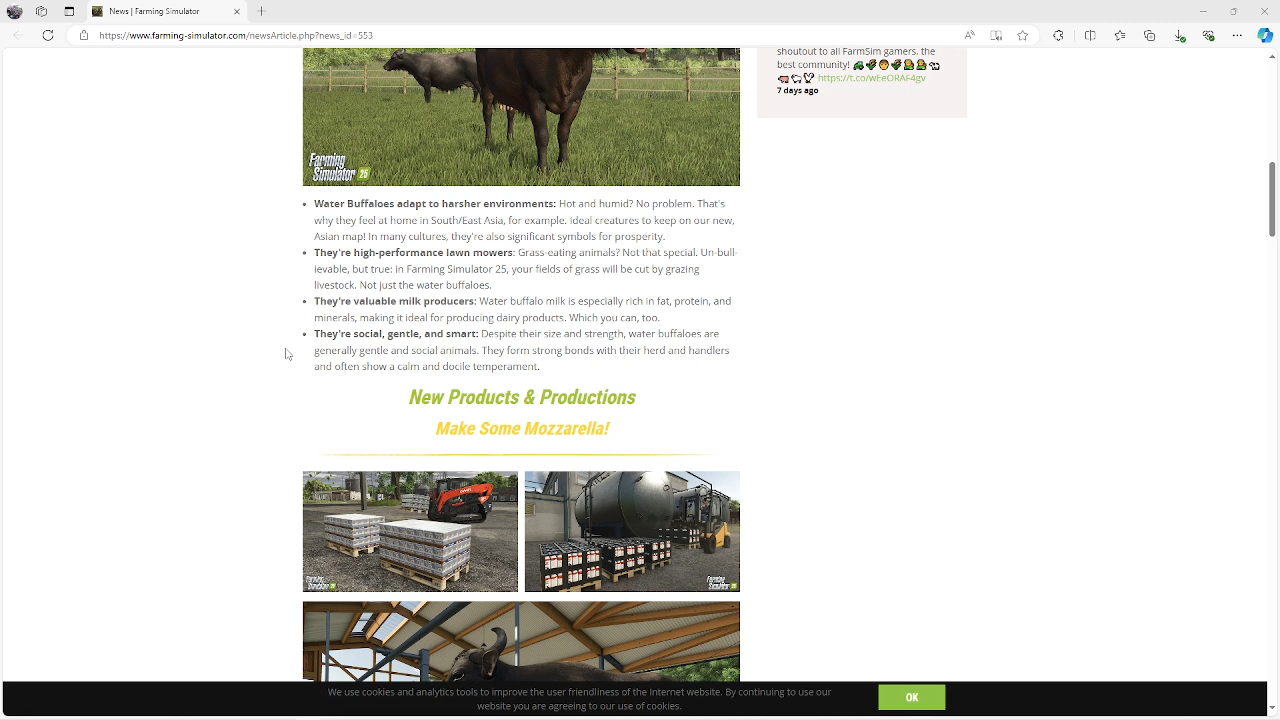 News | Farming Simulator
https://www.farming-simulator.com/newsArticle.php?news_id=553
shoutout to all FarmSim gamers. the
best community!
https://t.co/wEeORAF4gv
7 days ago
Farming
Simulator 25
Water Buffaloes adapt to harsher environments: Hot and humid? No problem. That's
why they feel at home in South/East Asia, for example. Ideal creatures to keep on our new,
Asian map! In many cultures, they're also significant symbols for prosperity.
They're high-performance lawn mowers: Grass-eating animals? Not that special. Un-bull-
ievable, but true: in Farming Simulator 25, your fields of grass will be cut by grazing
livestock. Not just the water buffaloes.
They're valuable milk producers: Water buffalo milk is especially rich in fat, protein, and
minerals, making it ideal for producing dairy products. Which you can, too.
They're social, gentle, and smart: Despite their size and strength, water buffaloes are
generally gentle and social animals. They form strong bonds with their herd and handlers
and often show a calm and docile temperament.
New Products & Productions
Make Some Mozzarella!
Farming
Simulator 25
Farming
Simulator 25
We use cookies and analytics tools to improve the user friendliness of the Internet website. By continuing to use our
website you are agreeing to our use of cookies.
OK